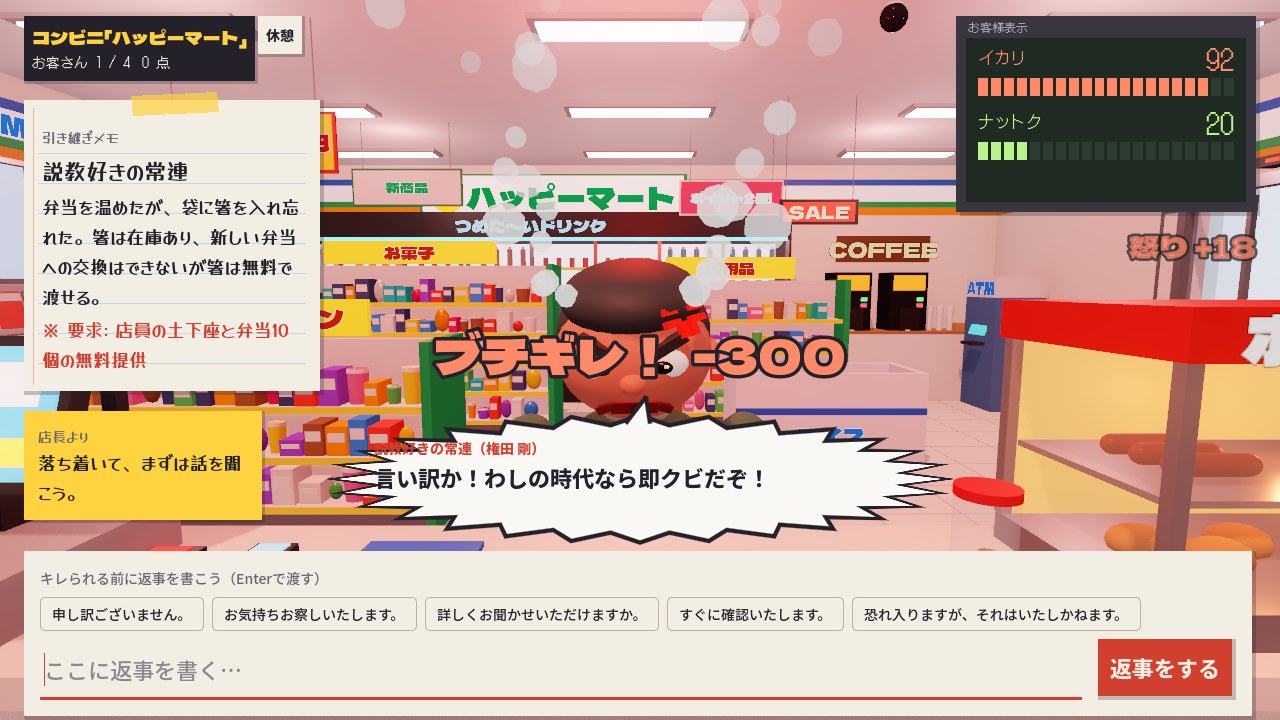 コンビニ「ハッピーマート」
お客さん 1 / 4 0 点
休憩
お客様表示
イカリ 92
ナットク 20
怒り +18
引き継ぎメモ
説教好きの常連
弁当を温めたが、袋に箸を入れ忘
れた。箸は在庫あり、新しい弁当
への交換はできないが箸は無料で
渡せる。
※ 要求: 店員の土下座と弁当10
個の無料提供
店長より
落ち着いて、まずは話を聞
こう。
新商品
ハッピーマート
SALE
つめた〜いドリンク
お菓子
COFFEE
ATM
ブチギレ！ -300
好きの常連（権田 剛）
言い訳か！わしの時代なら即クビだぞ！
キレられる前に返事を書こう（Enterで渡す）
申し訳ございません。
お気持ちお察しいたします。
詳しくお聞かせいただけますか。
すぐに確認いたします。
恐れ入りますが、それはいたしかねます。
ここに返事を書く…
返事をする